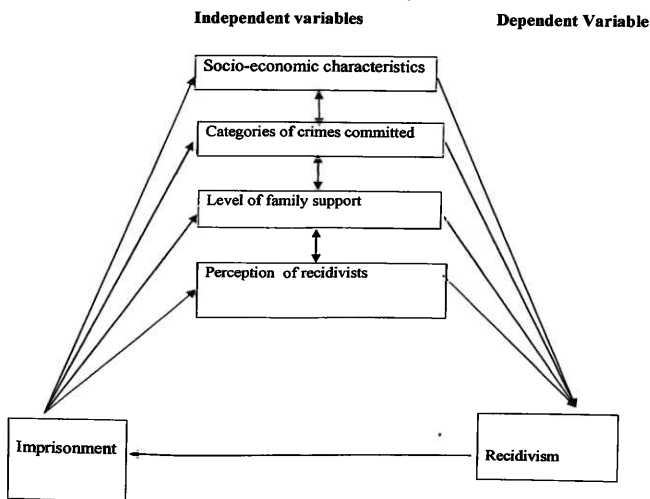 Independent variables
Dependent Variable
Socio-economic characteristics
Categories of crimes committed
Level of family support
Perception of recidivists
Imprisonment
Recidivism